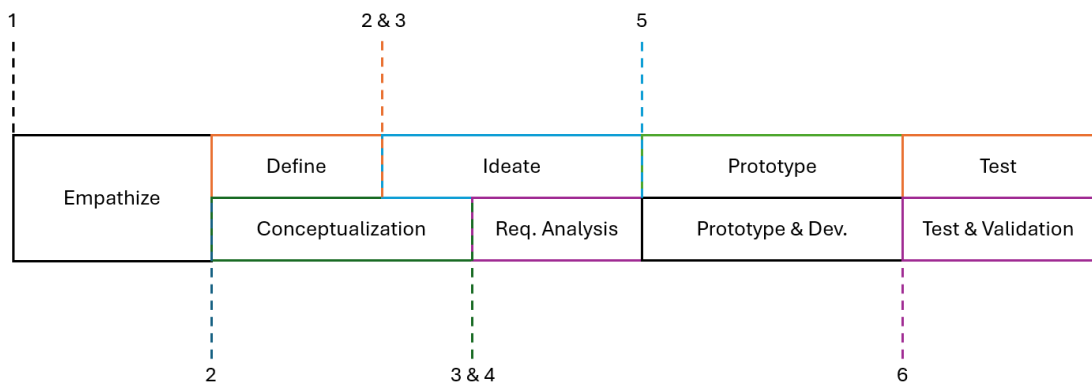 1
2 & 3
5
Define
Ideate
Prototype
Test
Empathize
Conceptualization
Req. Analysis
Prototype & Dev.
Test & Validation
2
3 & 4
6